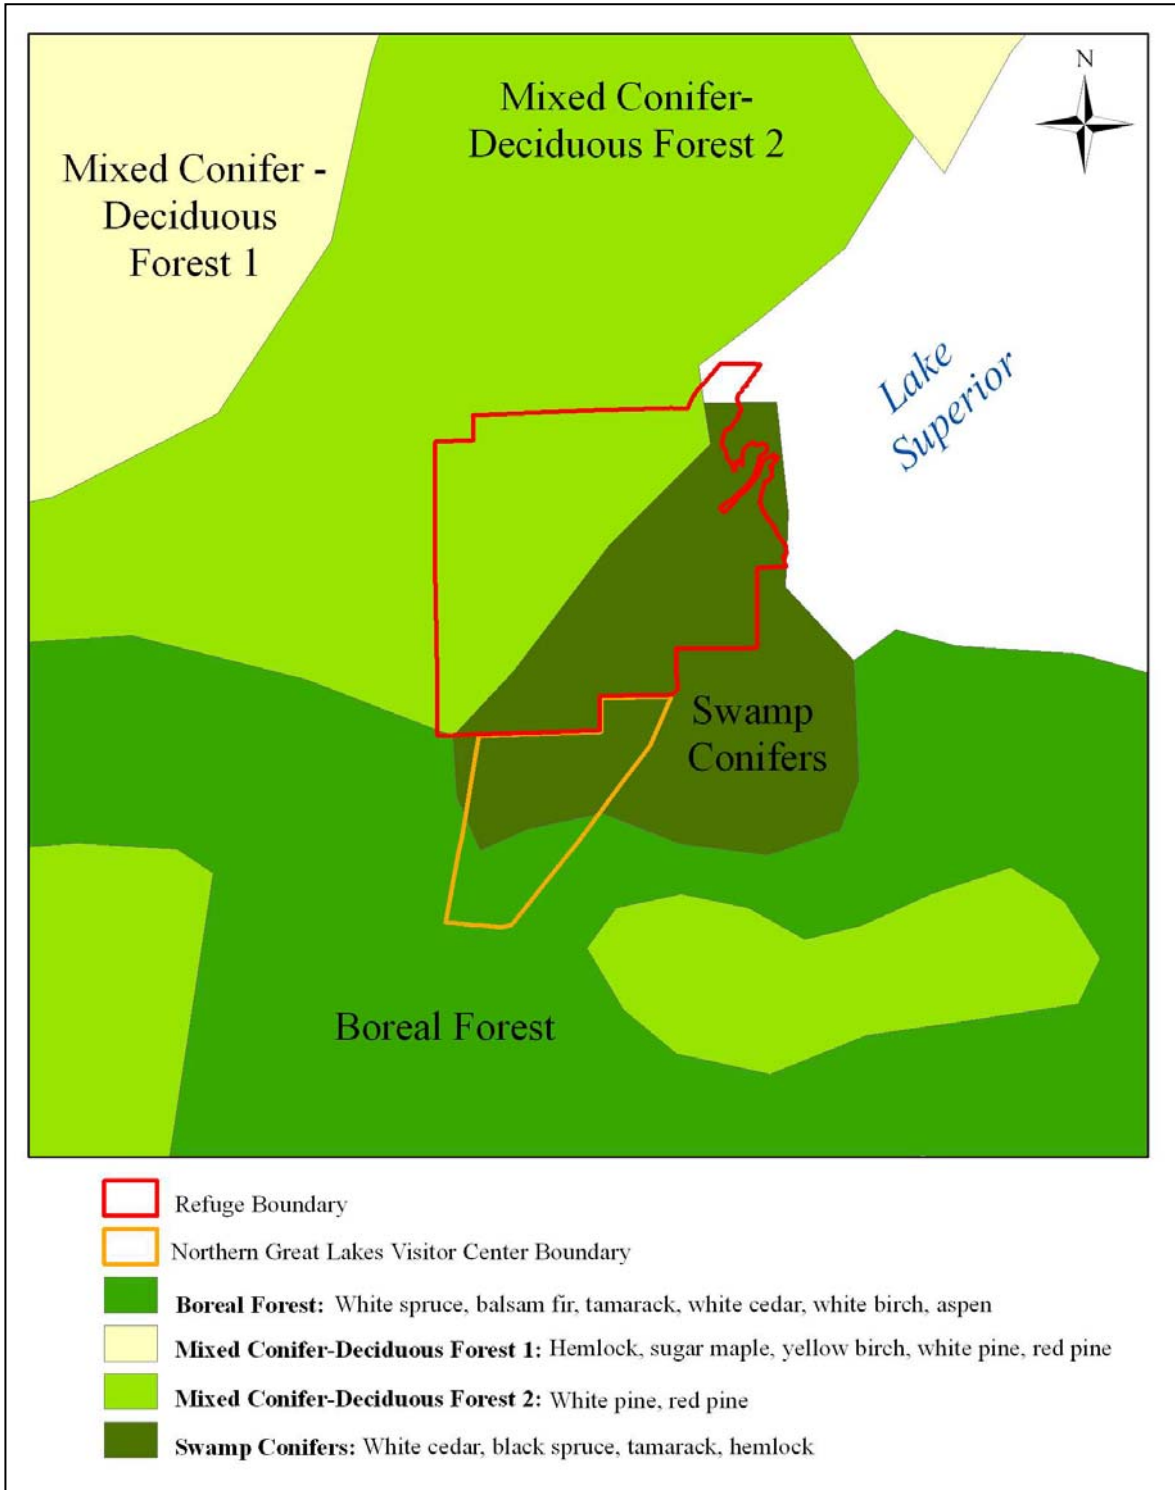 Mixed Conifer-
Deciduous Forest 2
N
Mixed Conifer -
Deciduous
Forest 1
Lake
Superior
Swamp
Conifers
Boreal Forest
Refuge Boundary
Northern Great Lakes Visitor Center Boundary
Boreal Forest: White spruce, balsam fir, tamarack, white cedar, white birch, aspen
Mixed Conifer-Deciduous Forest 1: Hemlock, sugar maple, yellow birch, white pine, red pine
Mixed Conifer-Deciduous Forest 2: White pine, red pine
Swamp Conifers: White cedar, black spruce, tamarack, hemlock